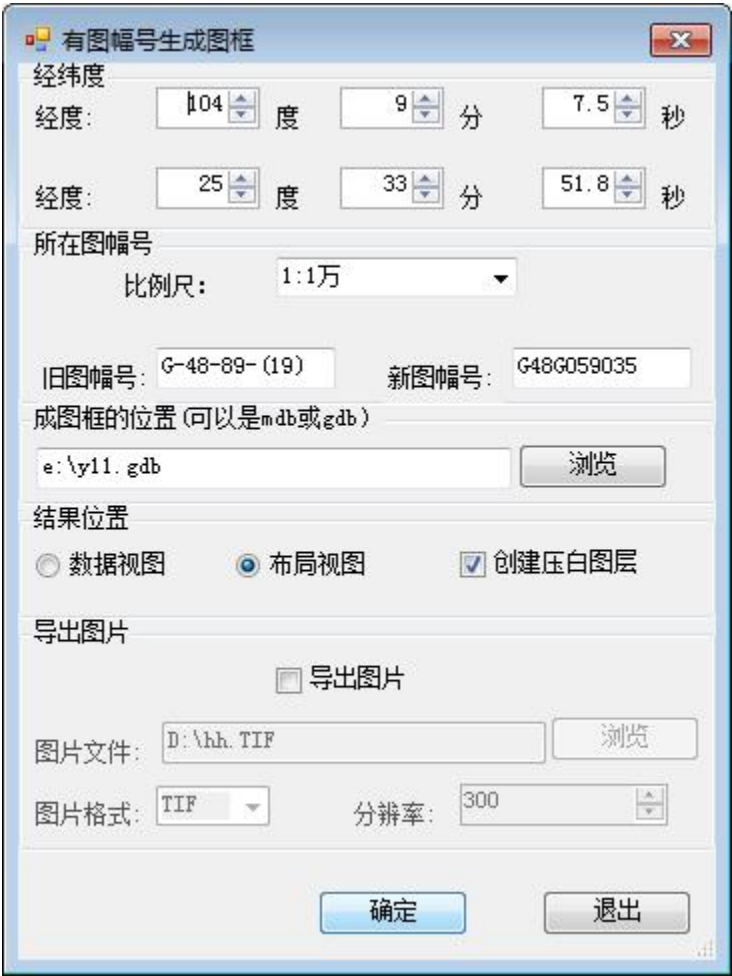 有图幅号生成图框
经纬度
经度: 104 度 9 分 7.5 秒
经度: 25 度 33 分 51.8 秒
所在图幅号
比例尺: 1:1万
旧图幅号: G-48-89-(19) 新图幅号: G48G059035
成图框的位置(可以是mdb或gdb)
e:\y11.gdb 浏览
结果位置
数据视图 布局视图 创建压白图层
导出图片
导出图片
图片文件: D:\hh.TIF 浏览
图片格式: TIF 分辨率: 300
确定 退出